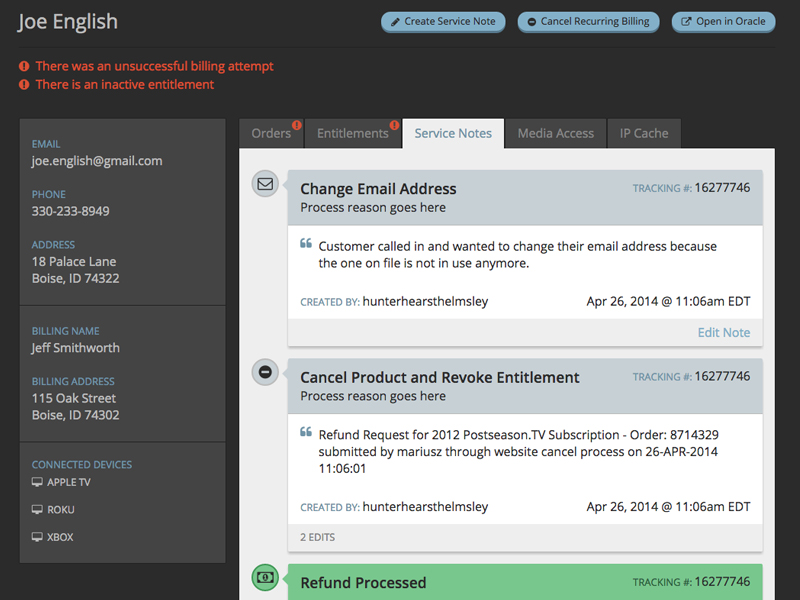 Joe English
Create Service Note
Cancel Recurring Billing
Open in Oracle
There was an unsuccessful billing attempt
There is an inactive entitlement
EMAIL
joe.english@gmail.com
PHONE
330-233-8949
ADDRESS
18 Palace Lane
Boise, ID 74322
BILLING NAME
Jeff Smithworth
BILLING ADDRESS
115 Oak Street
Boise, ID 74302
CONNECTED DEVICES
APPLE TV
ROKU
XBOX
Orders
Entitlements
Service Notes
Media Access
IP Cache
Change Email Address
TRACKING #: 16277746
Process reason goes here
“ Customer called in and wanted to change their email address because
the one on file is not in use anymore.
CREATED BY: hunterhearsthelmsley
Apr 26, 2014 @ 11:06am EDT
Edit Note
Cancel Product and Revoke Entitlement
TRACKING #: 16277746
Process reason goes here
“ Refund Request for 2012 Postseason.TV Subscription - Order: 8714329
submitted by mariusz through website cancel process on 26-APR-2014
11:06:01
CREATED BY: hunterhearsthelmsley
Apr 26, 2014 @ 11:06am EDT
2 EDITS
Refund Processed
TRACKING #: 16277746